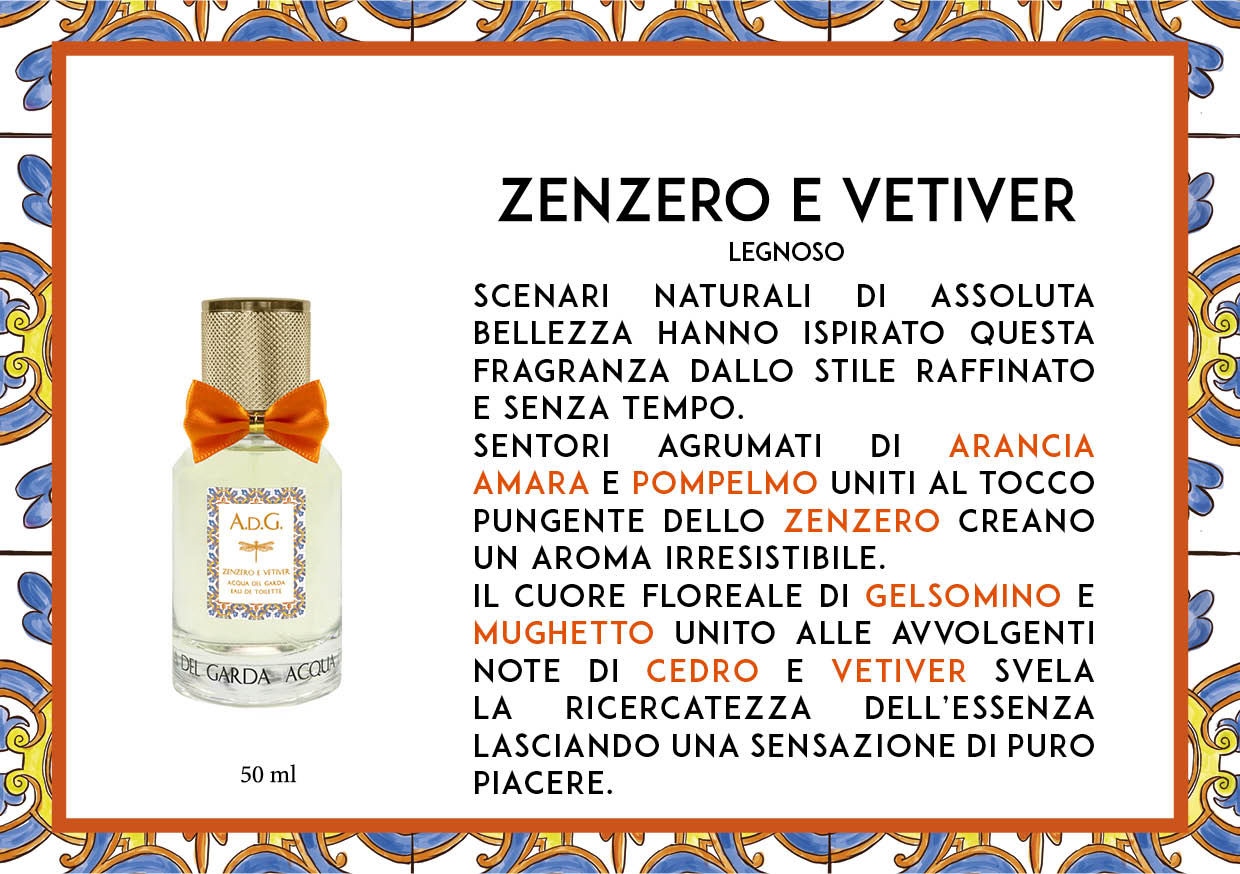 ZENZERO E VETIVER
LEGNOSO
SCENARI NATURALI DI ASSOLUTA
BELLEZZA HANNO ISPIRATO QUESTA
FRAGRANZA DALLO STILE RAFFINATO
E SENZA TEMPO.
SENTORI AGRUMATI DI ARANCIA
AMARA E POMPELMO UNITI AL TOCCO
PUNGENTE DELLO ZENZERO CREANO
UN AROMA IRRESISTIBILE.
IL CUORE FLOREALE DI GELSOMINO E
MUGHETTO UNITO ALLE AVVOLGENTI
NOTE DI CEDRO E VETIVER SVELA
LA RICERCATEZZA DELL'ESSENZA
LASCIANDO UNA SENSAZIONE DI PURO
PIACERE.
A.D.G.
ZENZERO E VETIVER
ACQUA DEL GARDA
EAU DE TOILETTE
DEL GARDA ACQUA
50 ml